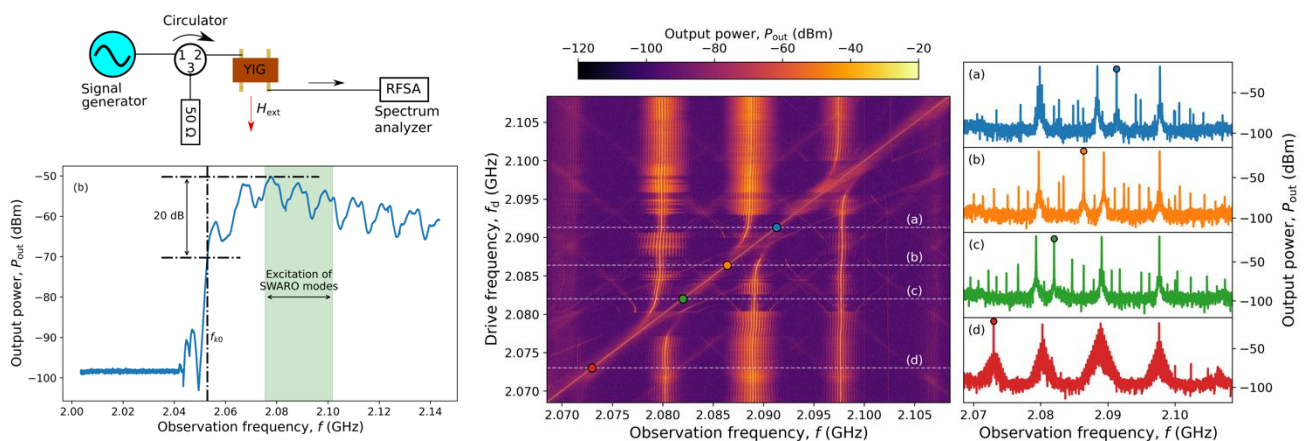 Circulator
1 2
3
Signal
generator
50 Ω
YIG
H_ext
RFSA
Spectrum
analyzer
(b)
−50
−60
−70
−80
−90
−100
20 dB
f_k0
Excitation of
SWARO modes
2.00 2.02 2.04 2.06 2.08 2.10 2.12 2.14
Observation frequency, f (GHz)
Output power, P_out (dBm)
Output power, P_out (dBm)
−120 −100 −80 −60 −40 −20
2.105
2.100
2.095
2.090
2.085
2.080
2.075
2.070
Drive frequency, f_d (GHz)
(a)
(b)
(c)
(d)
2.070 2.075 2.080 2.085 2.090 2.095 2.100 2.105
Observation frequency, f (GHz)
(a)
−50
−100
(b)
−50
−100
(c)
−50
−100
(d)
−50
−100
Output power, P_out (dBm)
2.07 2.08 2.09 2.10
Observation frequency, f (GHz)